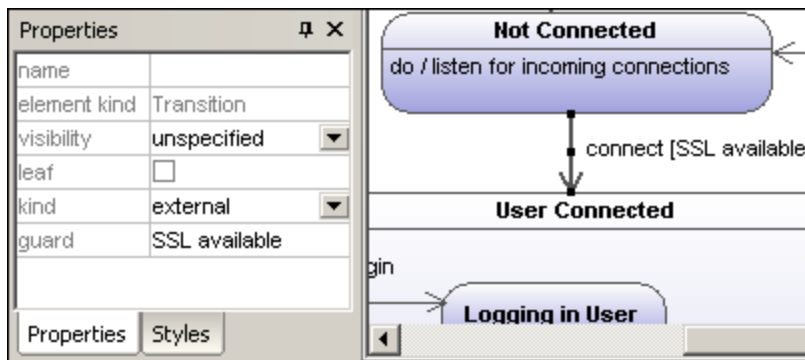 Properties
name
element kind Transition
visibility unspecified
leaf
kind external
guard SSL available
Properties Styles
Not Connected
do / listen for incoming connections
connect [SSL available
User Connected
gin
Logging in User